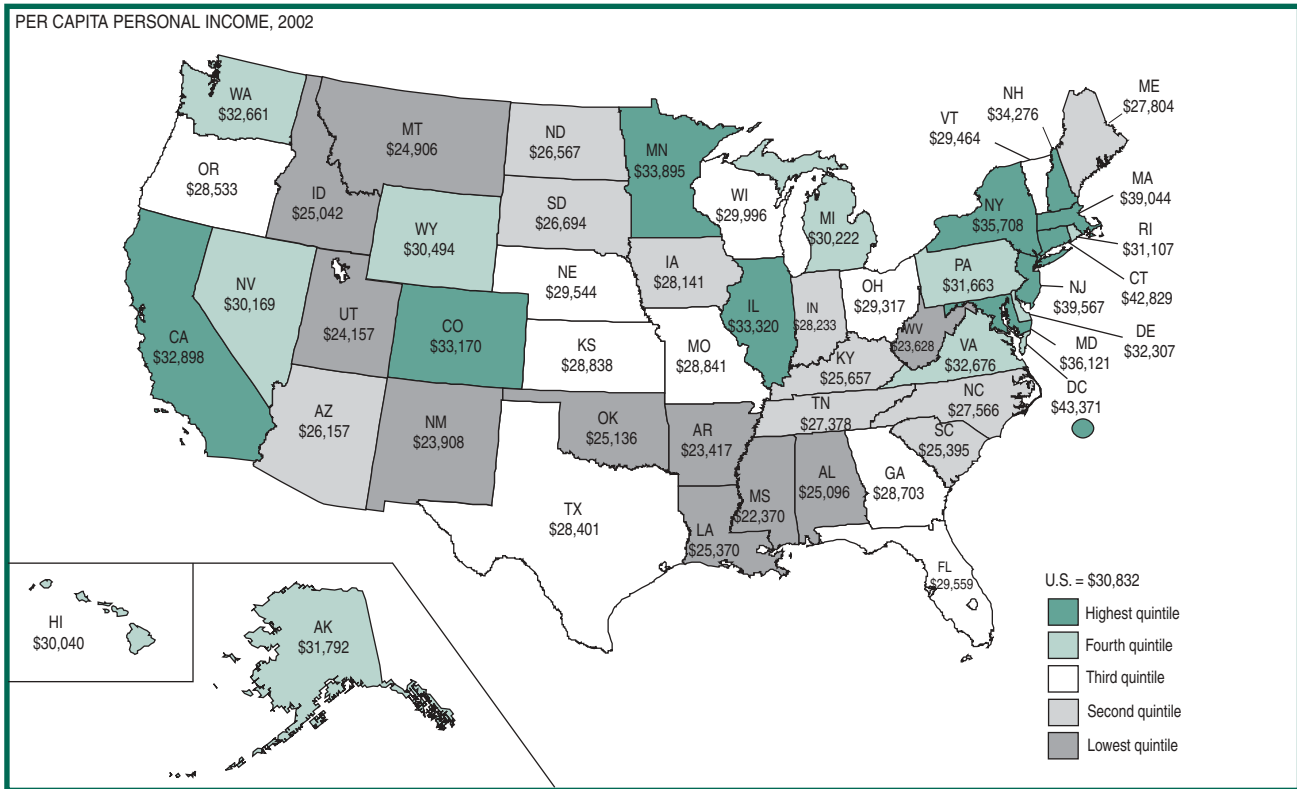 PER CAPITA PERSONAL INCOME, 2002
WA
$32,661
OR
$28,533
CA
$32,898
NV
$30,169
ID
$25,042
MT
$24,906
WY
$30,494
UT
$24,157
CO
$33,170
AZ
$26,157
NM
$23,908
ND
$26,567
SD
$26,694
NE
$29,544
KS
$28,838
OK
$25,136
TX
$28,401
MN
$33,895
IA
$28,141
MO
$28,841
AR
$23,417
LA
$25,370
WI
$29,996
IL
$33,320
MI
$30,222
IN
$28,233
OH
$29,317
KY
$25,657
TN
$27,378
MS
$22,370
AL
$25,096
GA
$28,703
FL
$29,559
SC
$25,395
NC
$27,566
VA
$32,676
WV
$23,628
PA
$31,663
NY
$35,708
VT
$29,464
NH
$34,276
ME
$27,804
MA
$39,044
RI
$31,107
CT
$42,829
NJ
$39,567
DE
$32,307
MD
$36,121
DC
$43,371
HI
$30,040
AK
$31,792
U.S. = $30,832
Highest quintile
Fourth quintile
Third quintile
Second quintile
Lowest quintile